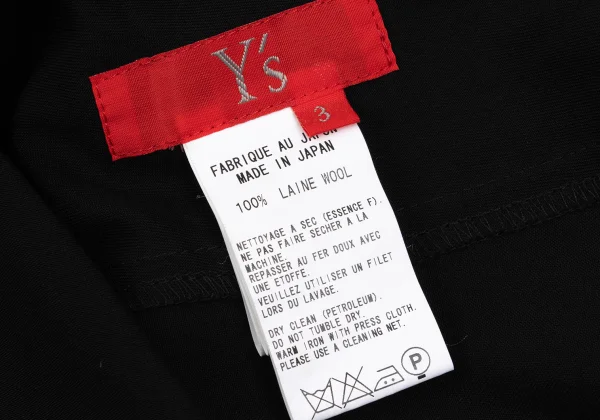 Y's
3
FABRIQUE AU JAPON
MADE IN JAPAN
100% LAINE WOOL
NETTOYAGE A SEC (ESSENCE F).
NE PAS FAIRE SECHER A LA
MACHINE.
REPASSER AU FER DOUX AVEC
UNE ETOFFE.
VEUILLEZ UTILISER UN FILET
LORS DU LAVAGE.
DRY CLEAN (PETROLEUM).
DO NOT TUMBLE DRY.
WARM IRON WITH PRESS CLOTH.
PLEASE USE A CLEANING NET.
P